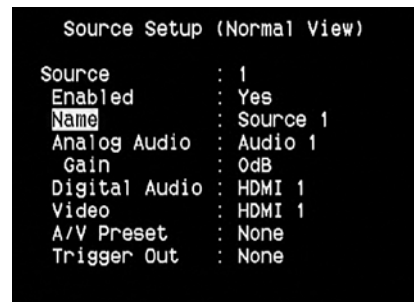 Source Setup (Normal View)
Source : 1
Enabled : Yes
Name : Source 1
Analog Audio : Audio 1
Gain : 0dB
Digital Audio : HDMI 1
Video : HDMI 1
A/V Preset : None
Trigger Out : None